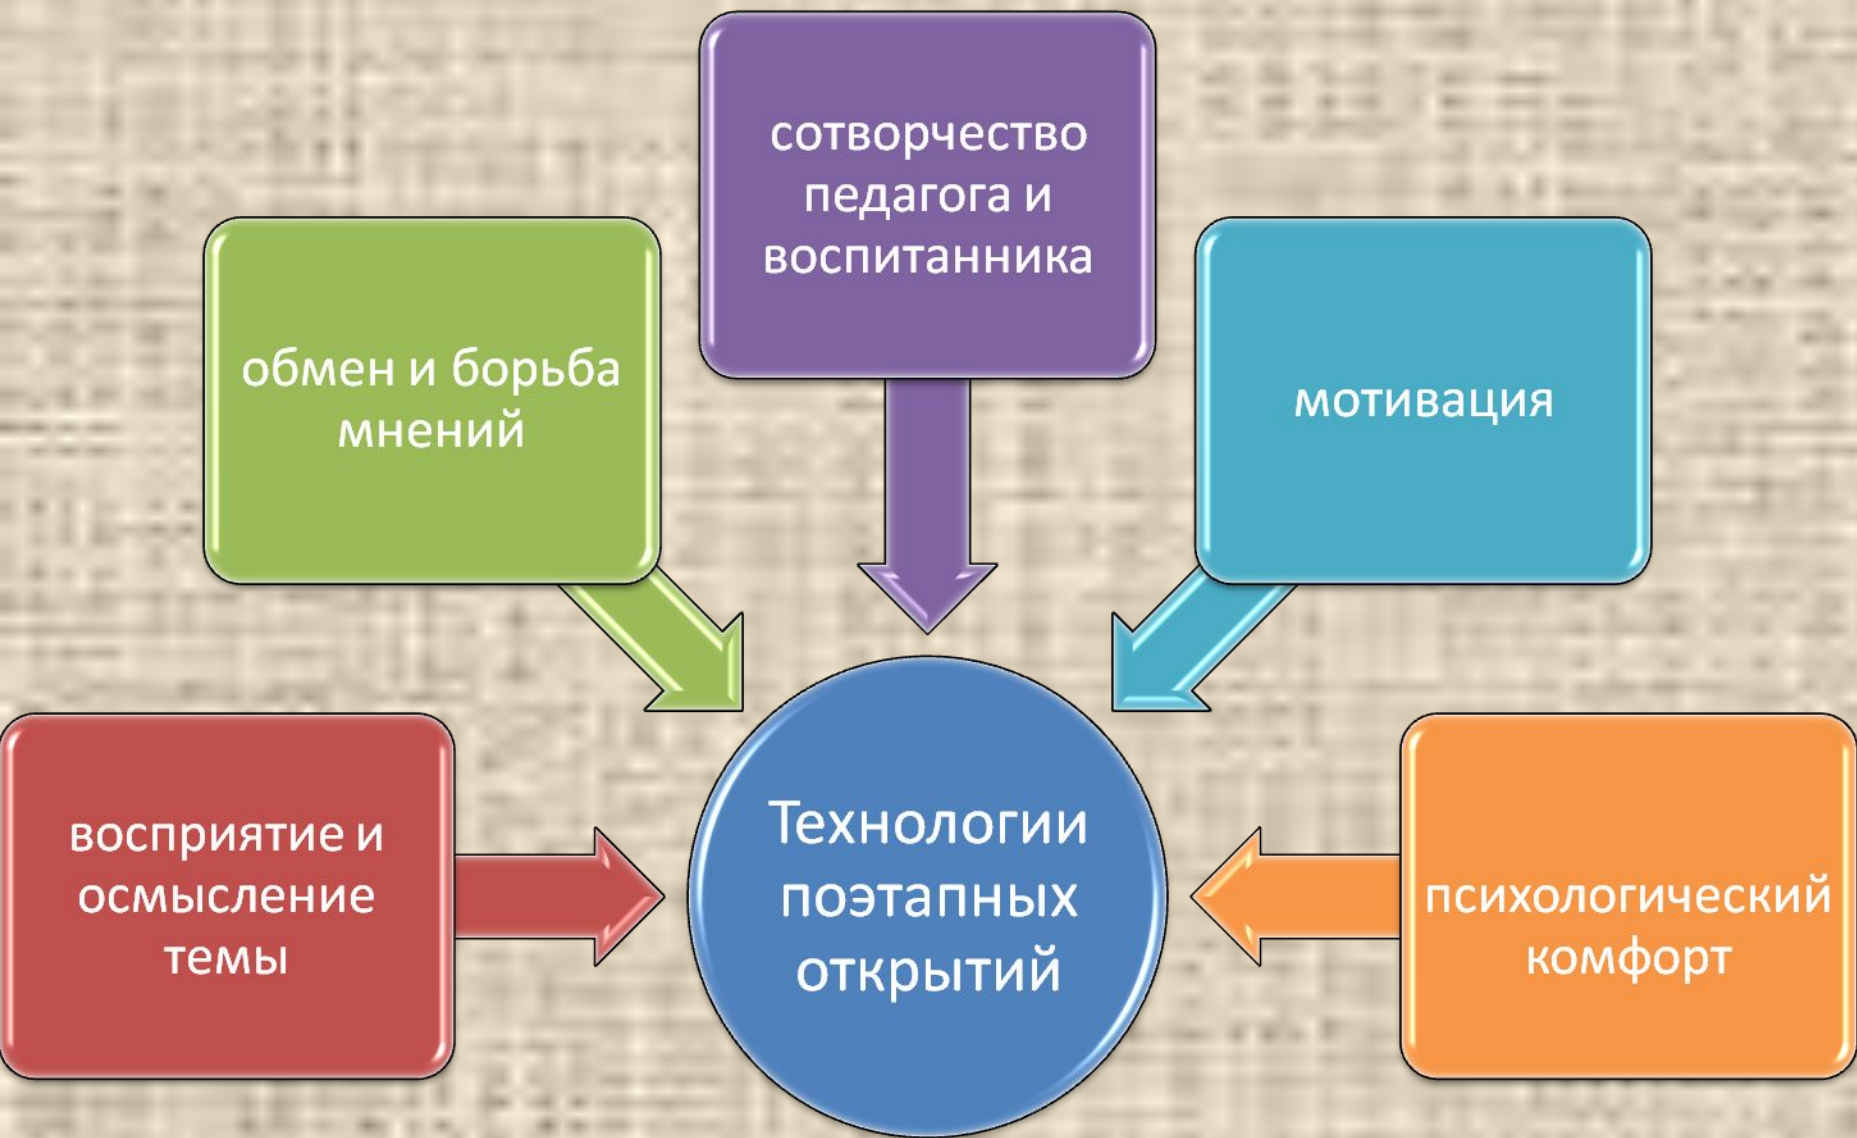 сотворчество
педагога и
воспитанника
обмен и борьба
мнений
мотивация
восприятие и
осмысление
темы
Технологии
поэтапных
открытий
психологический
комфорт